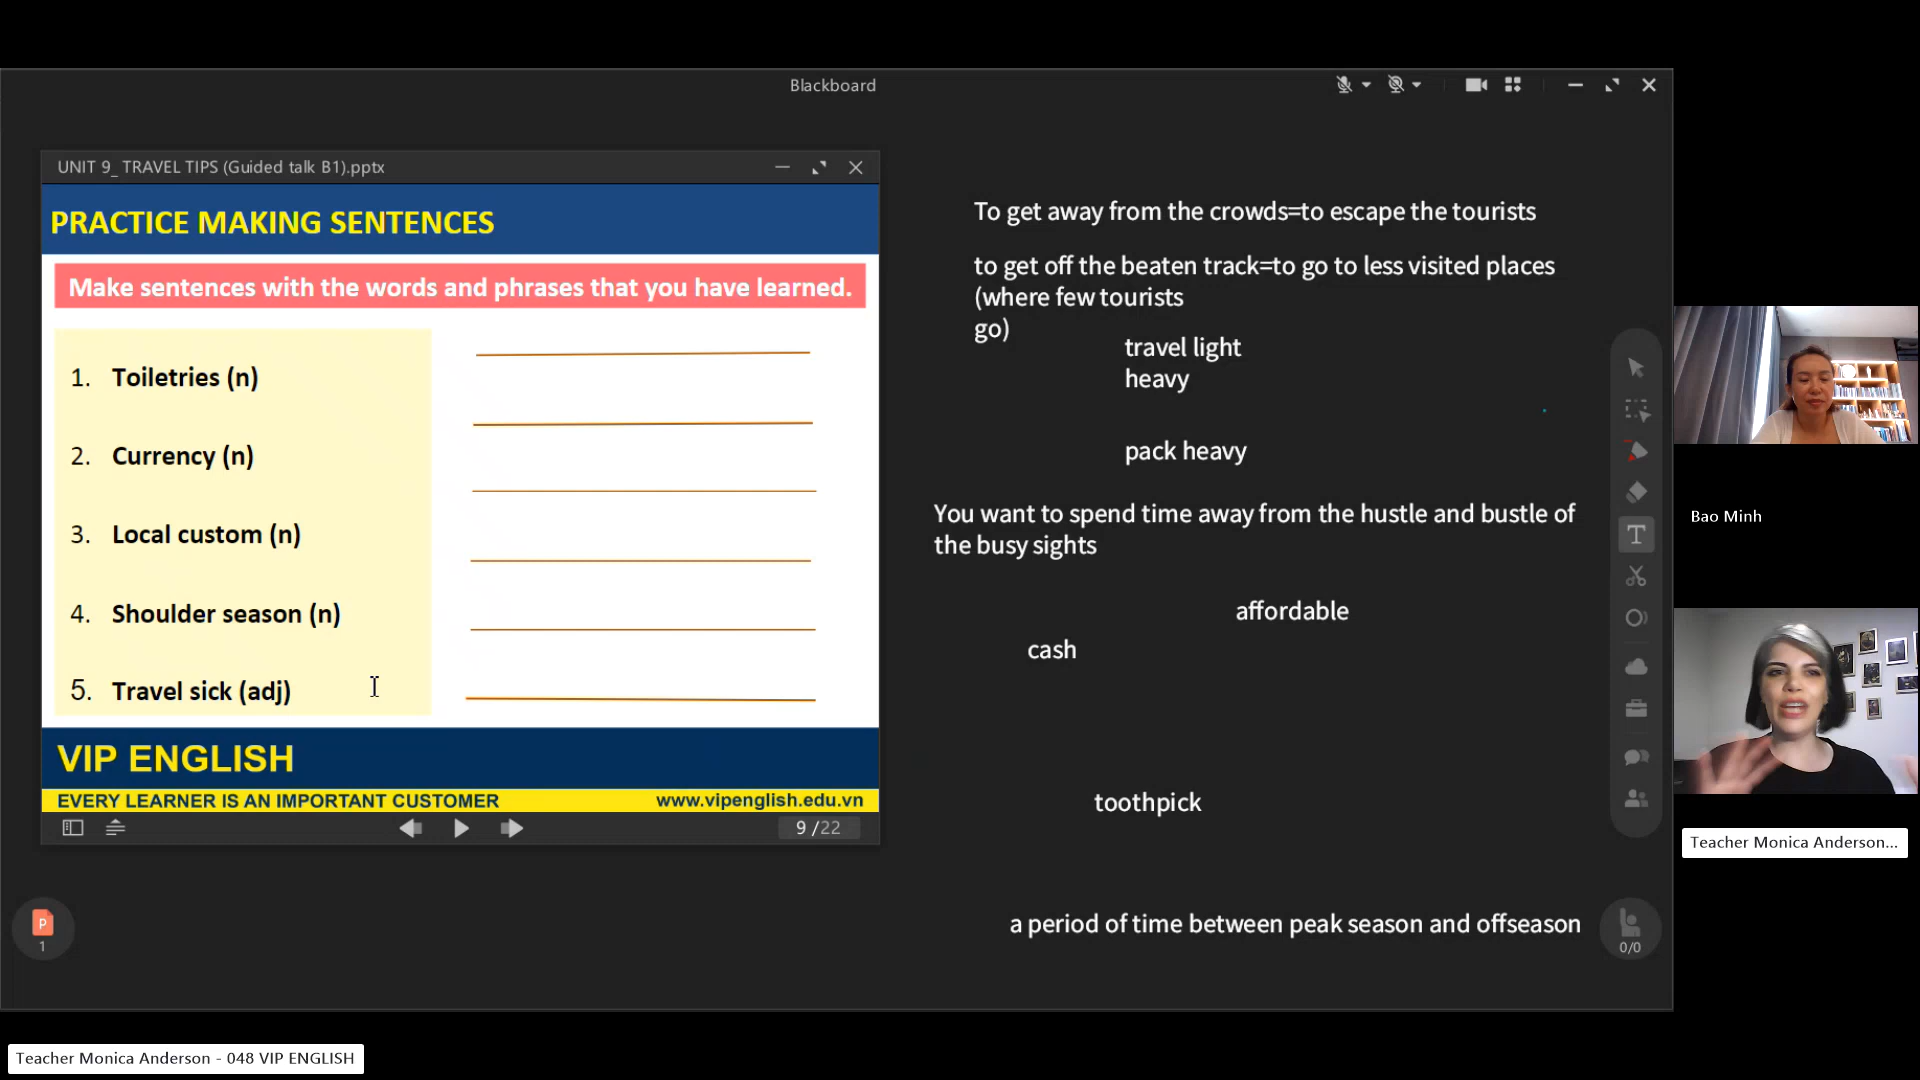 Blackboard
UNIT 9_ TRAVEL TIPS (Guided talk B1).pptx
PRACTICE MAKING SENTENCES
Make sentences with the words and phrases that you have learned.
1. Toiletries (n)
2. Currency (n)
3. Local custom (n)
4. Shoulder season (n)
5. Travel sick (adj)
VIP ENGLISH
EVERY LEARNER IS AN IMPORTANT CUSTOMER
www.vipenglish.edu.vn
9 /22
To get away from the crowds=to escape the tourists
to get off the beaten track=to go to less visited places
(where few tourists
go)
travel light
heavy
pack heavy
You want to spend time away from the hustle and bustle of
the busy sights
affordable
cash
toothpick
a period of time between peak season and offseason
T
P
1
0/0
Bao Minh
Teacher Monica Anderson...
Teacher Monica Anderson - 048 VIP ENGLISH